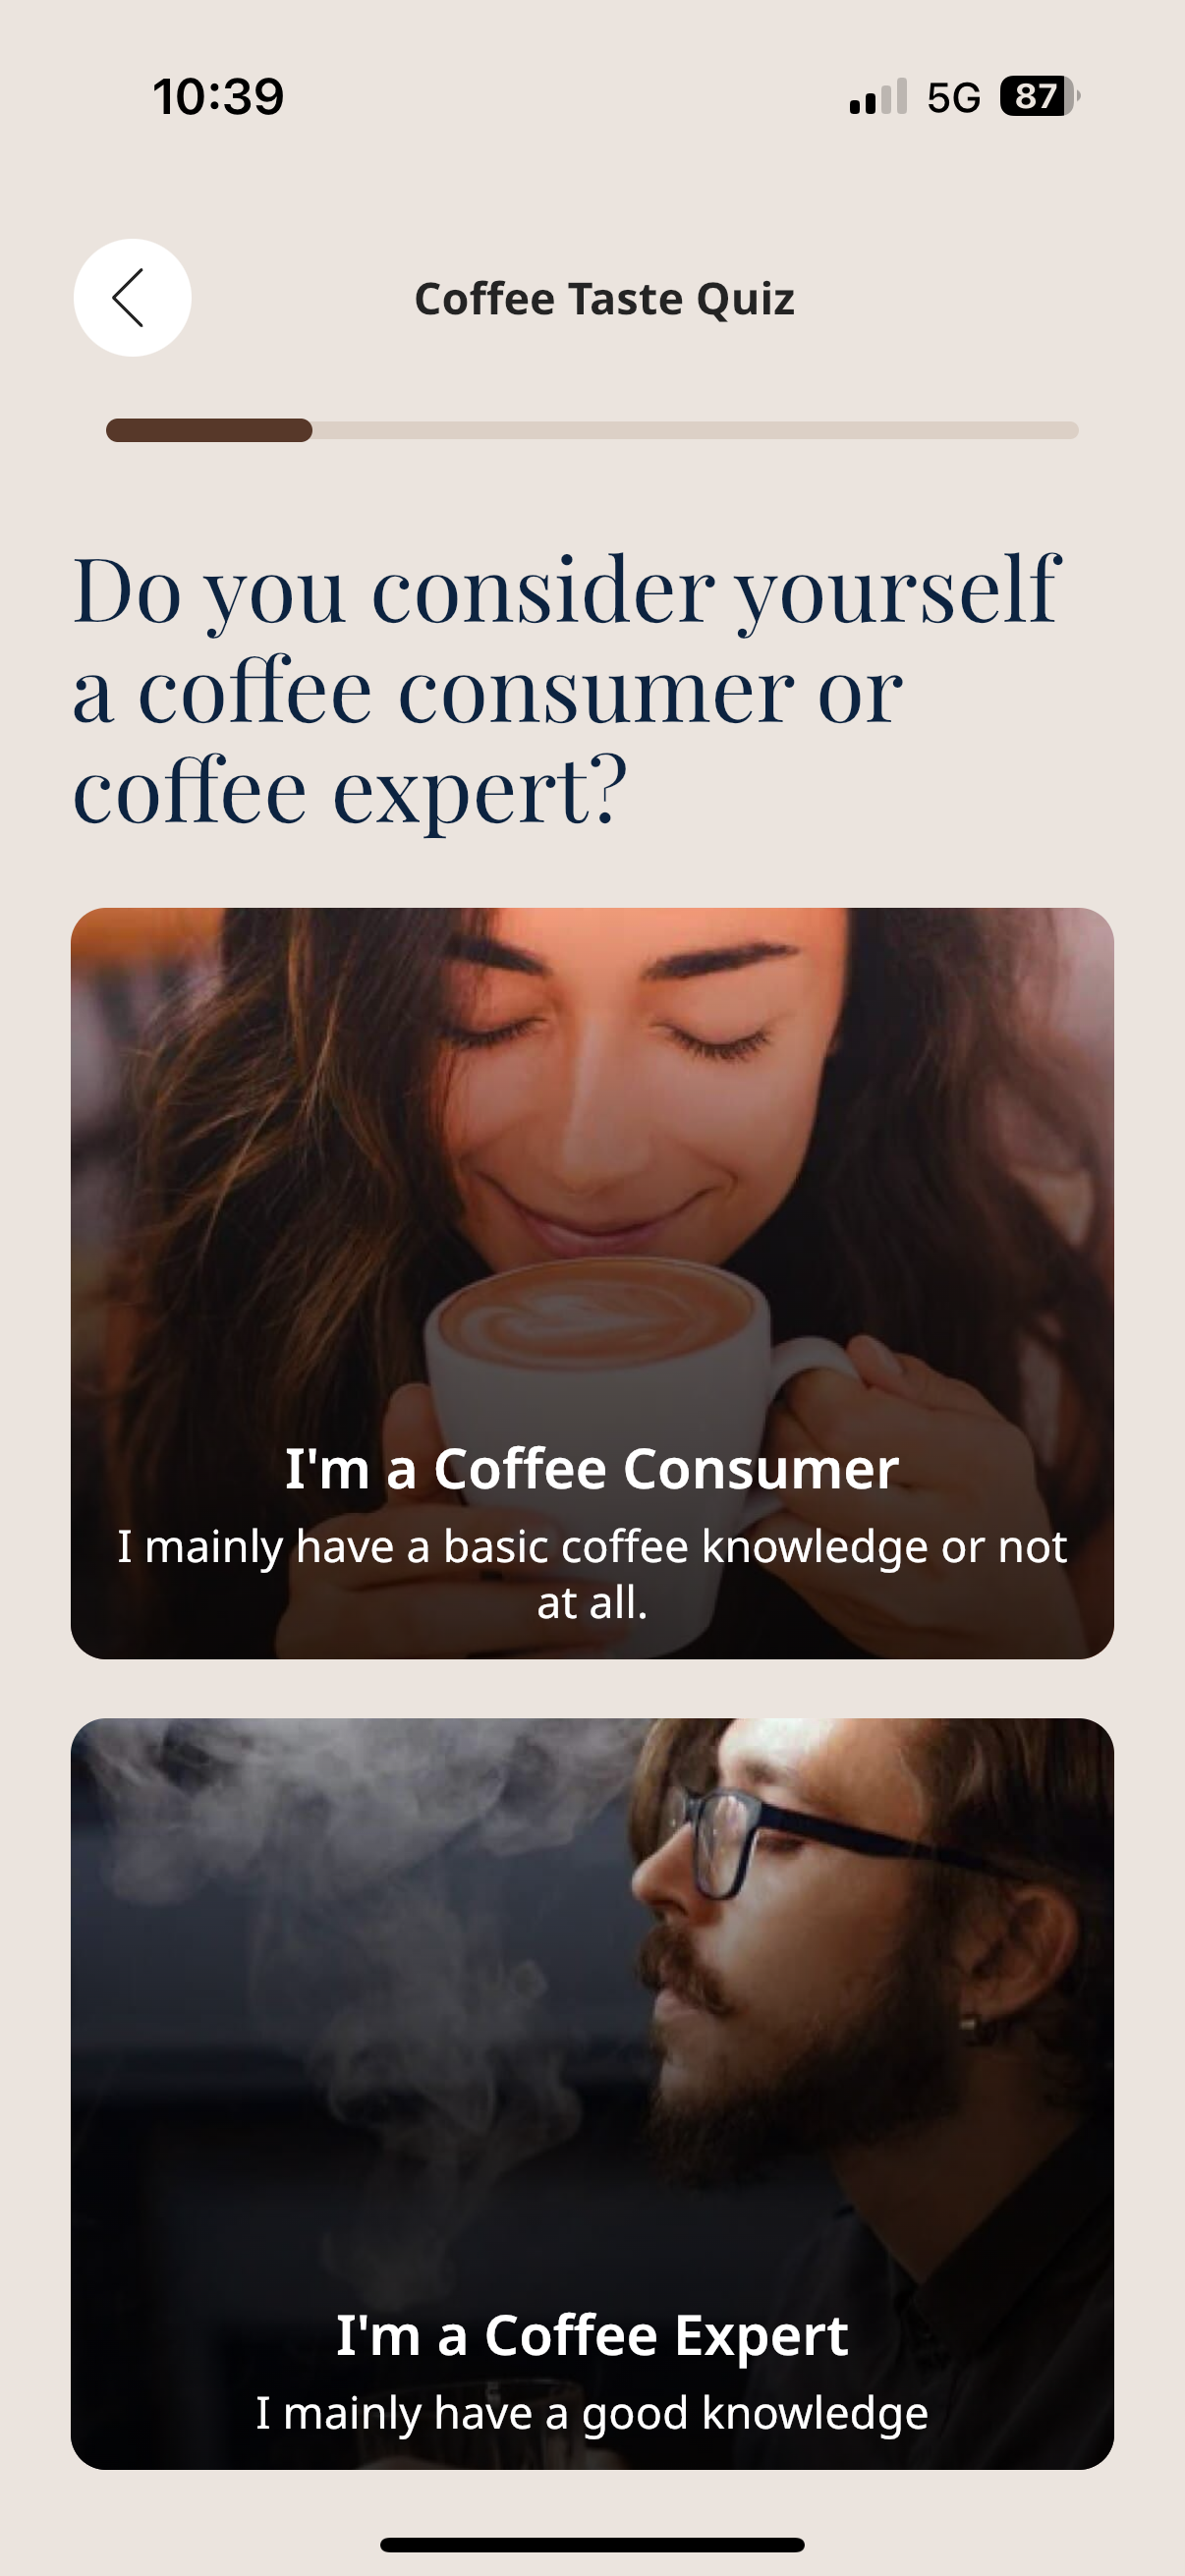 10:39
5G 87
Coffee Taste Quiz
Do you consider yourself
a coffee consumer or
coffee expert?
I'm a Coffee Consumer
I mainly have a basic coffee knowledge or not
at all.
I'm a Coffee Expert
I mainly have a good knowledge